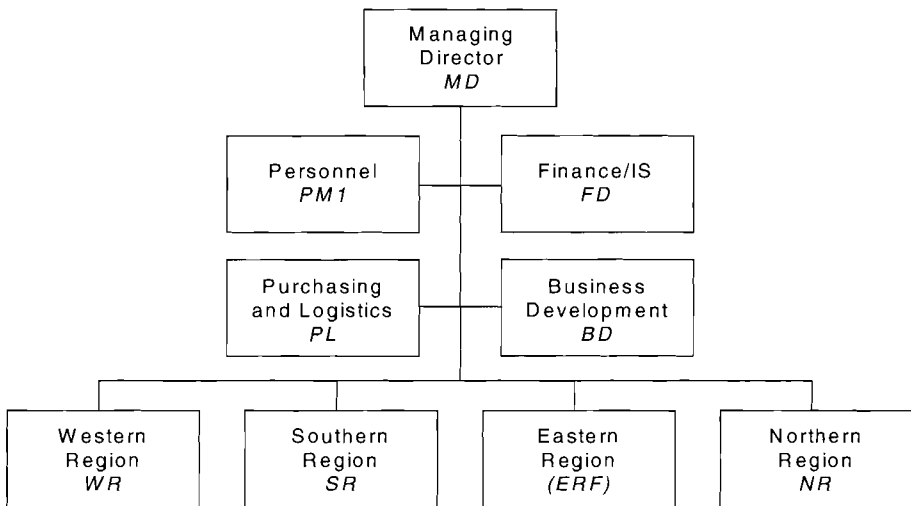 Managing
Director
MD
Personnel
PM1
Finance/IS
FD
Purchasing
and Logistics
PL
Business
Development
BD
Western
Region
WR
Southern
Region
SR
Eastern
Region
(ERF)
Northern
Region
NR